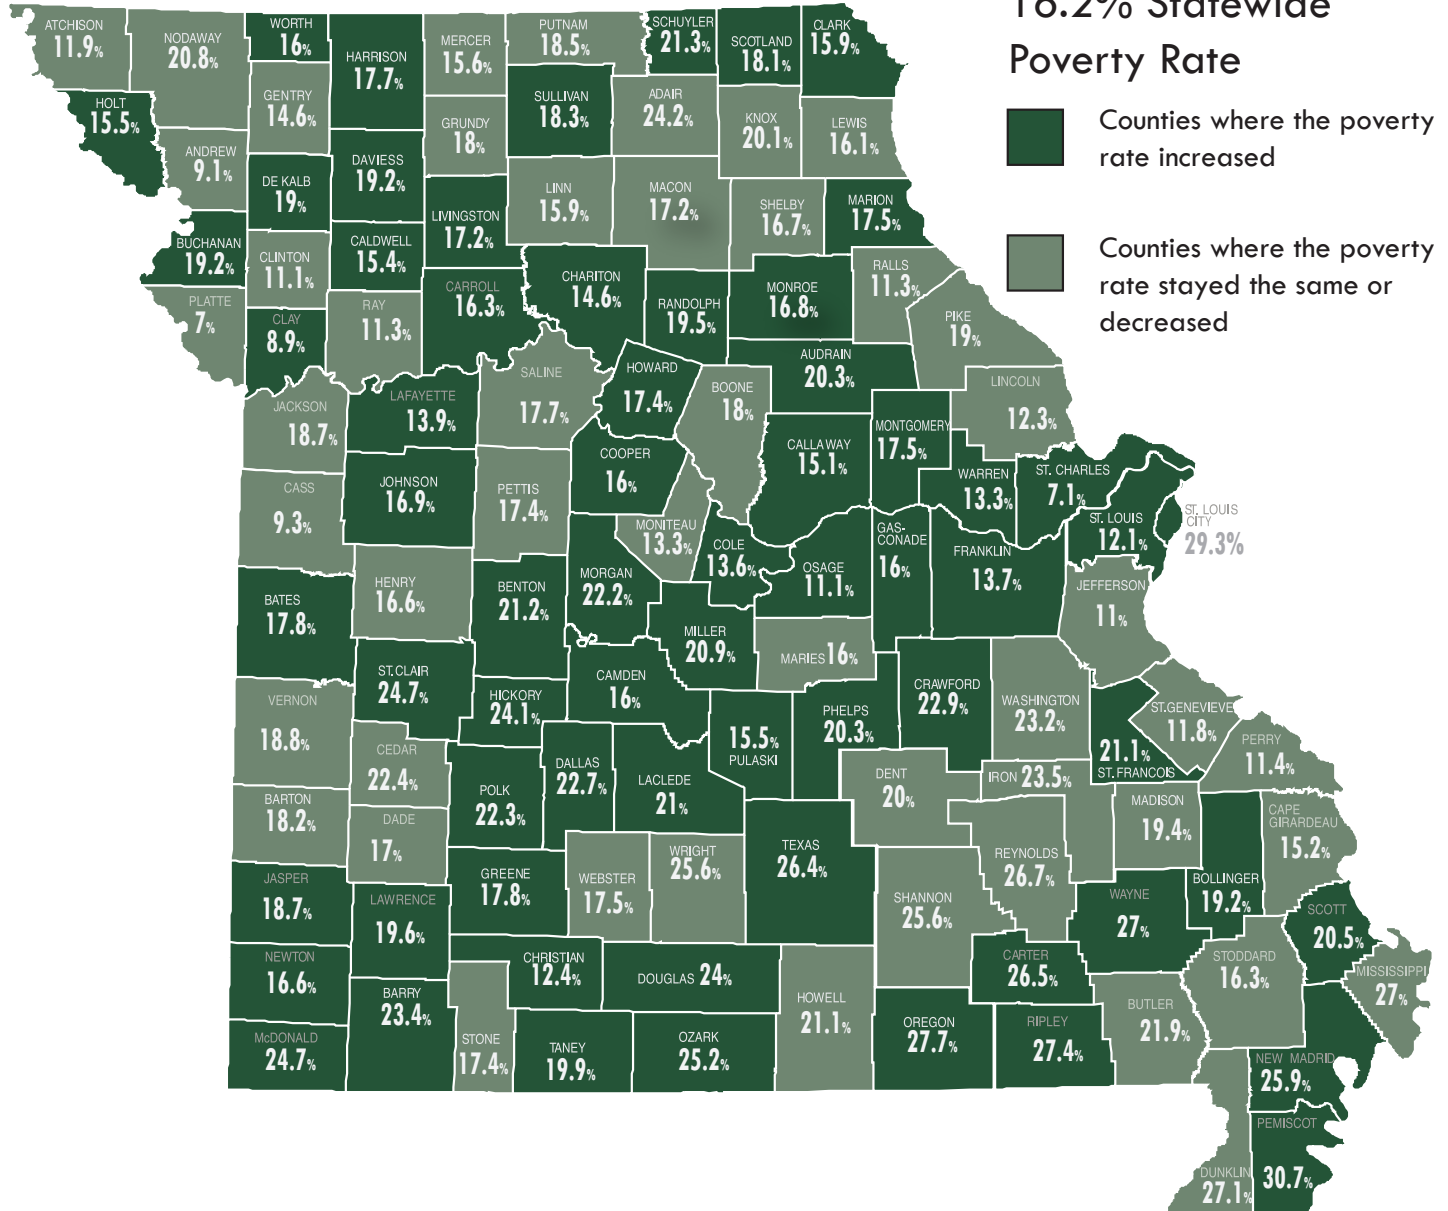 16.2% Statewide
Poverty Rate
Counties where the poverty
rate increased
Counties where the poverty
rate stayed the same or
decreased
ATCHISON
11.9%
NODAWAY
20.8%
WORTH
16%
HARRISON
17.7%
MERCER
15.6%
PUTNAM
18.5%
SCHUYLER
21.3%
SCOTLAND
18.1%
CLARK
15.9%
HOLT
15.5%
GENTRY
14.6%
SULLIVAN
18.3%
ADAIR
24.2%
GRUNDY
18%
KNOX
20.1%
LEWIS
16.1%
ANDREW
9.1%
DE KALB
19%
DAVIESS
19.2%
LIVINGSTON
17.2%
LINN
15.9%
MACON
17.2%
SHELBY
16.7%
MARION
17.5%
BUCHANAN
19.2%
CLINTON
11.1%
CALDWELL
15.4%
CARROLL
16.3%
CHARITON
14.6%
RANDOLPH
19.5%
MONROE
16.8%
RALLS
11.3%
PLATTE
7%
CLAY
8.9%
RAY
11.3%
PIKE
19%
AUDRAIN
20.3%
SALINE
17.7%
HOWARD
17.4%
BOONE
18%
LINCOLN
12.3%
JACKSON
18.7%
LAFAYETTE
13.9%
CALLAWAY
15.1%
MONTGOMERY
17.5%
WARREN
13.3%
ST. CHARLES
7.1%
COOPER
16%
CASS
9.3%
JOHNSON
16.9%
PETTIS
17.4%
MONITEAU
13.3%
COLE
13.6%
OSAGE
11.1%
GAS-
CONADE
16%
FRANKLIN
13.7%
ST. LOUIS
12.1%
ST. LOUIS
CITY
29.3%
HENRY
16.6%
BENTON
21.2%
MORGAN
22.2%
JEFFERSON
11%
BATES
17.8%
MILLER
20.9%
MARIES 16%
ST.CLAIR
24.7%
HICKORY
24.1%
CAMDEN
16%
PHELPS
20.3%
CRAWFORD
22.9%
WASHINGTON
23.2%
ST.GENEVIEVE
11.8%
VERNON
18.8%
CEDAR
22.4%
15.5%
PULASKI
21.1%
ST. FRANCOIS
PERRY
11.4%
POLK
22.3%
DALLAS
22.7%
LACLEDE
21%
DENT
20%
IRON 23.5%
MADISON
19.4%
CAPE
GIRARDEAU
15.2%
BARTON
18.2%
DADE
17%
GREENE
17.8%
WEBSTER
17.5%
WRIGHT
25.6%
TEXAS
26.4%
REYNOLDS
26.7%
BOLLINGER
19.2%
JASPER
18.7%
LAWRENCE
19.6%
SHANNON
25.6%
WAYNE
27%
SCOTT
20.5%
NEWTON
16.6%
CHRISTIAN
12.4%
DOUGLAS 24%
CARTER
26.5%
STODDARD
16.3%
MISSISSIPPI
27%
BARRY
23.4%
HOWELL
21.1%
OREGON
27.7%
RIPLEY
27.4%
BUTLER
21.9%
McDONALD
24.7%
STONE
17.4%
TANEY
19.9%
OZARK
25.2%
NEW MADRID
25.9%
PEMISCOT
30.7%
DUNKLIN
27.1%